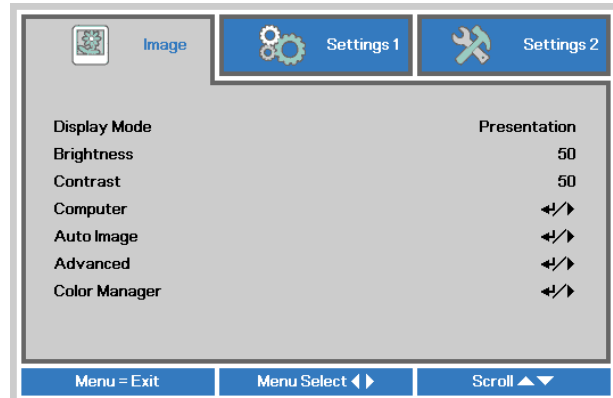 Image Settings 1 Settings 2
Display Mode Presentation
Brightness 50
Contrast 50
Computer ↵/▶
Auto Image ↵/▶
Advanced ↵/▶
Color Manager ↵/▶
Menu = Exit Menu Select ◀▶ Scroll ▲▼